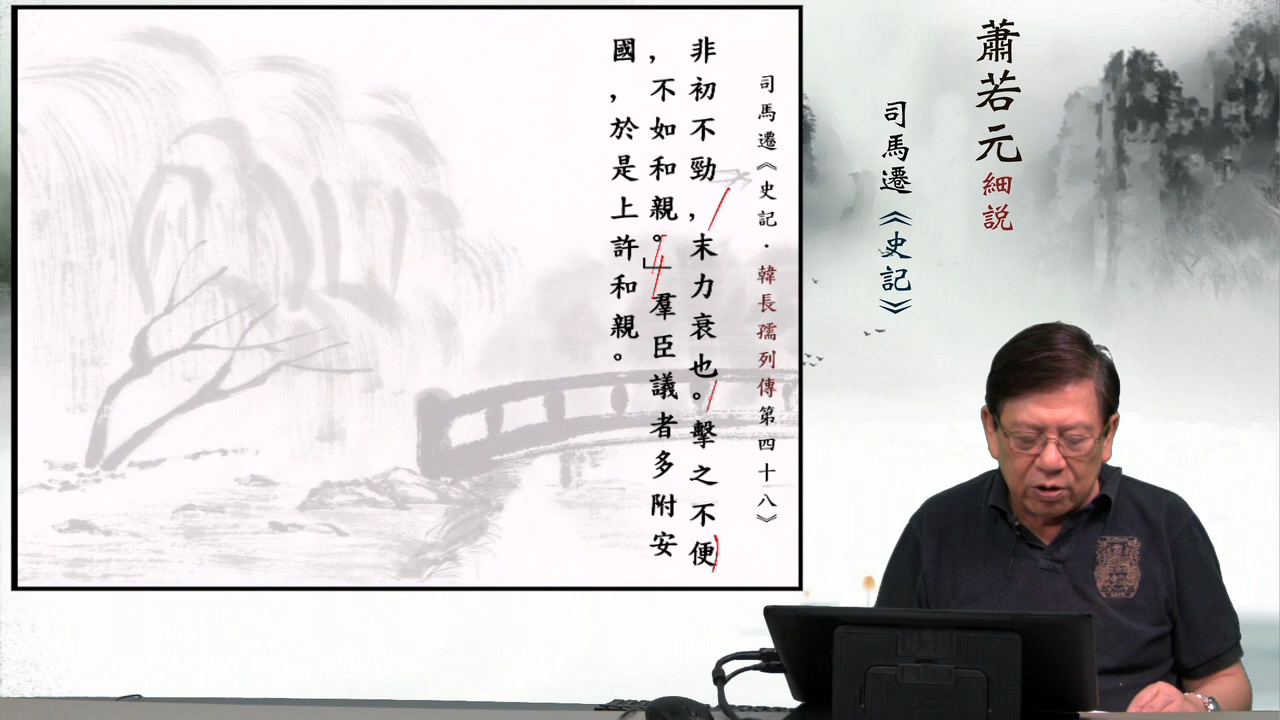 蕭若元細説
司馬遷《史記》
司馬遷《史記·韓長孺列傳第四十八》
非初不勁，末力衰也。擊之不便
，不如和親。」羣臣議者多附安
國，於是上許和親。